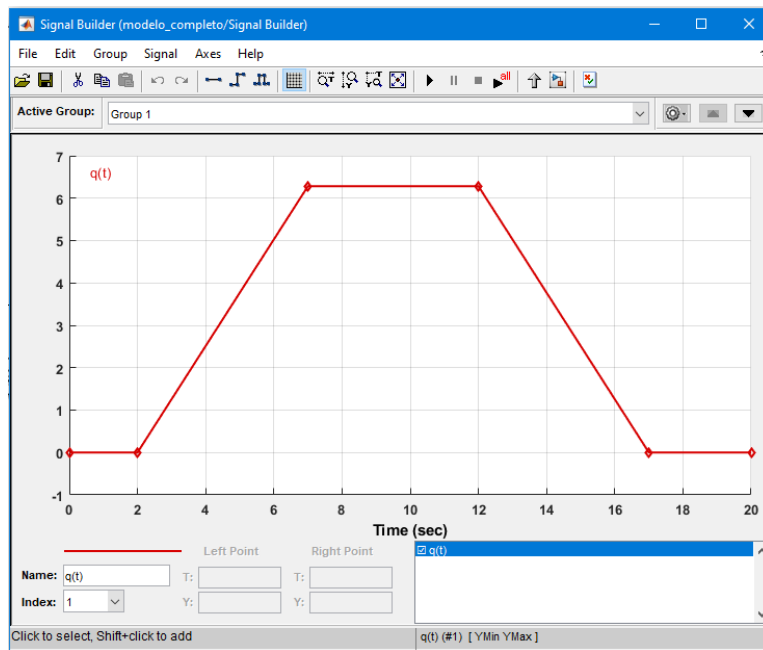 Signal Builder (modelo_completo/Signal Builder)
File Edit Group Signal Axes Help
all
Active Group: Group 1
q(t)
7
6
5
4
3
2
1
0
-1
0 2 4 6 8 10 12 14 16 18 20
Time (sec)
Left Point Right Point
q(t)
Name: q(t) T: T:
Index: 1 Y: Y:
Click to select, Shift+click to add q(t) (#1) [ YMin YMax ]